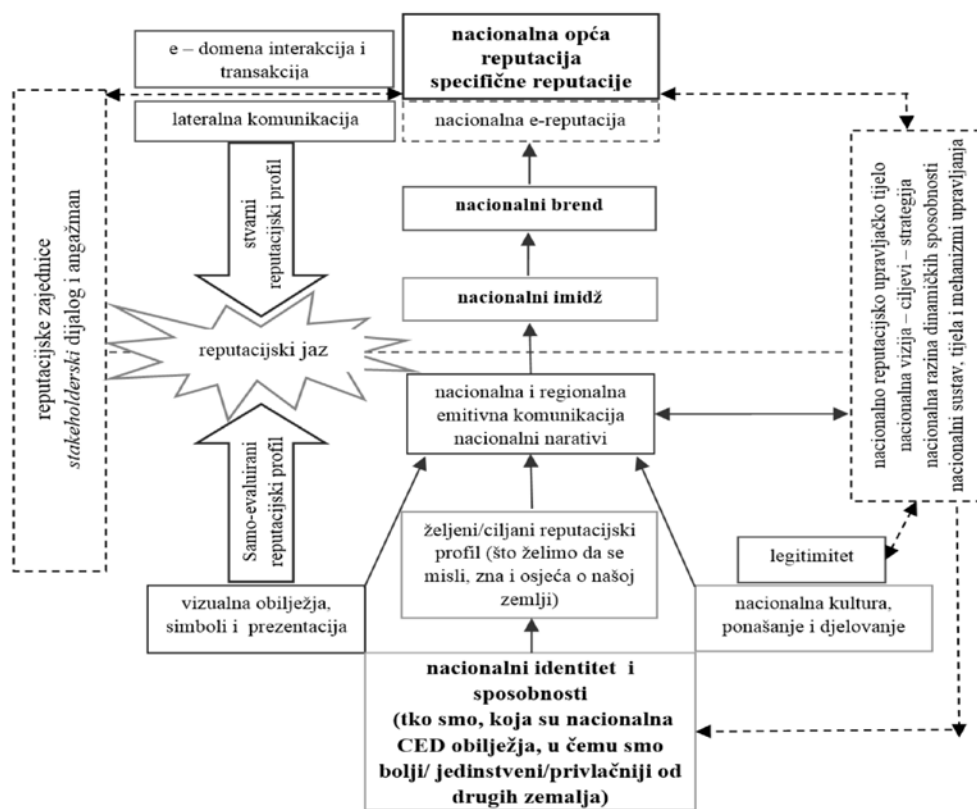 e – domena interakcija i
transakcija
lateralna komunikacija
nacionalna opća
reputacija
specifične reputacije
nacionalna e-reputacija
reputacijske zajednice
stakeholderski dijalog i angažman
stvarni
reputacijski profil
nacionalni brend
nacionalni imidž
reputacijski jaz
nacionalno reputacijsko upravljačko tijelo
nacionalna vizija – ciljevi – strategija
nacionalna razina dinamičkih sposobnosti
nacionalni sustav, tijela i mehanizmi upravljanja
nacionalna i regionalna
emitivna komunikacija
nacionalni narativi
Samo-evaluirani
reputacijski profil
željeni/ciljani reputacijski
profil (što želimo da se
misli, zna i osjeća o našoj
zemlji)
legitimitet
vizualna obilježja,
simboli i prezentacija
nacionalna kultura,
ponašanje i djelovanje
nacionalni identitet i
sposobnosti
(tko smo, koja su nacionalna
CED obilježja, u čemu smo
bolji/ jedinstveni/privlačniji od
drugih zemalja)